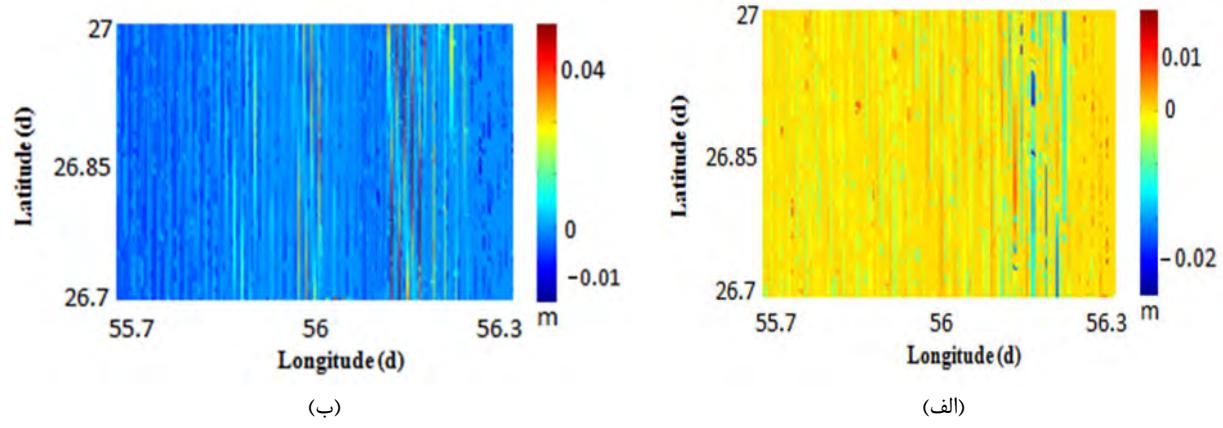 27
26.85
26.7
Latitude (d)
55.7
56
56.3
Longitude (d)
0.04
0
−0.01
m
(ب)
27
26.85
26.7
Latitude (d)
55.7
56
56.3
Longitude (d)
0.01
0
−0.02
m
(الف)